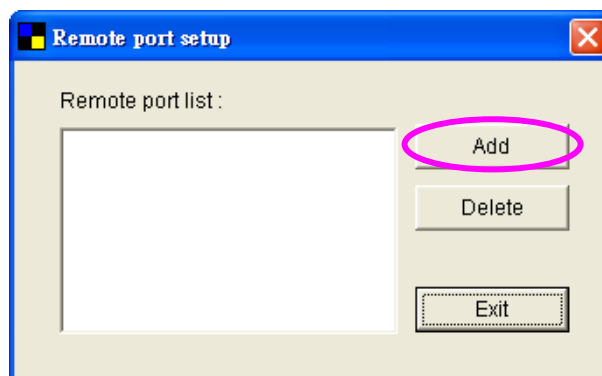 Remote port setup
Remote port list :
Add
Delete
Exit